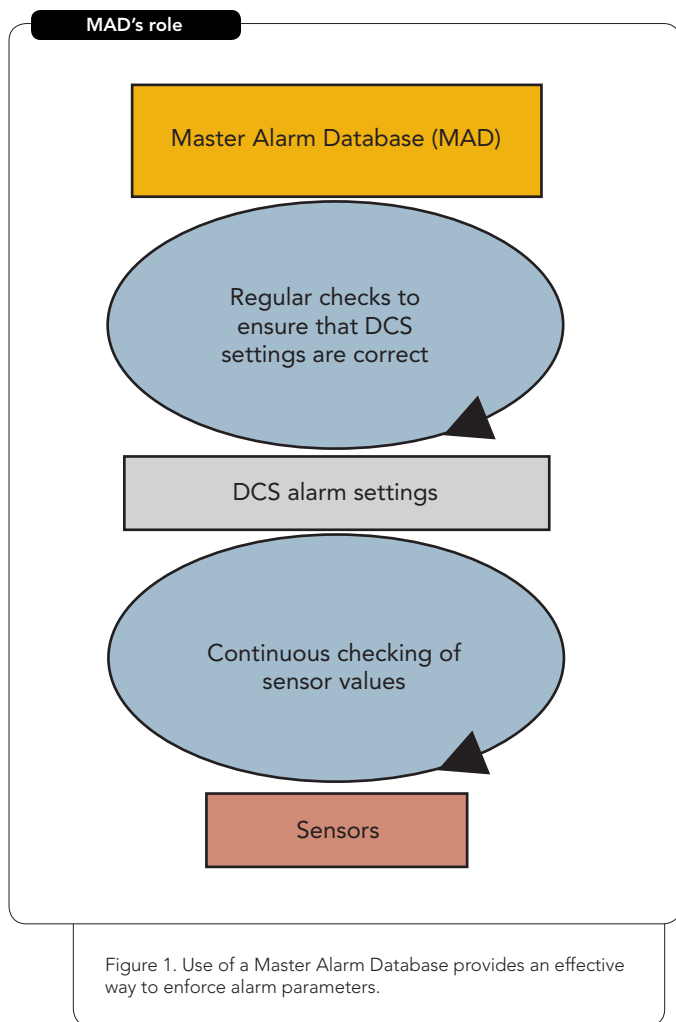 MAD's role
Master Alarm Database (MAD)
Regular checks to
ensure that DCS
settings are correct
DCS alarm settings
Continuous checking of
sensor values
Sensors
Figure 1. Use of a Master Alarm Database provides an effective
way to enforce alarm parameters.